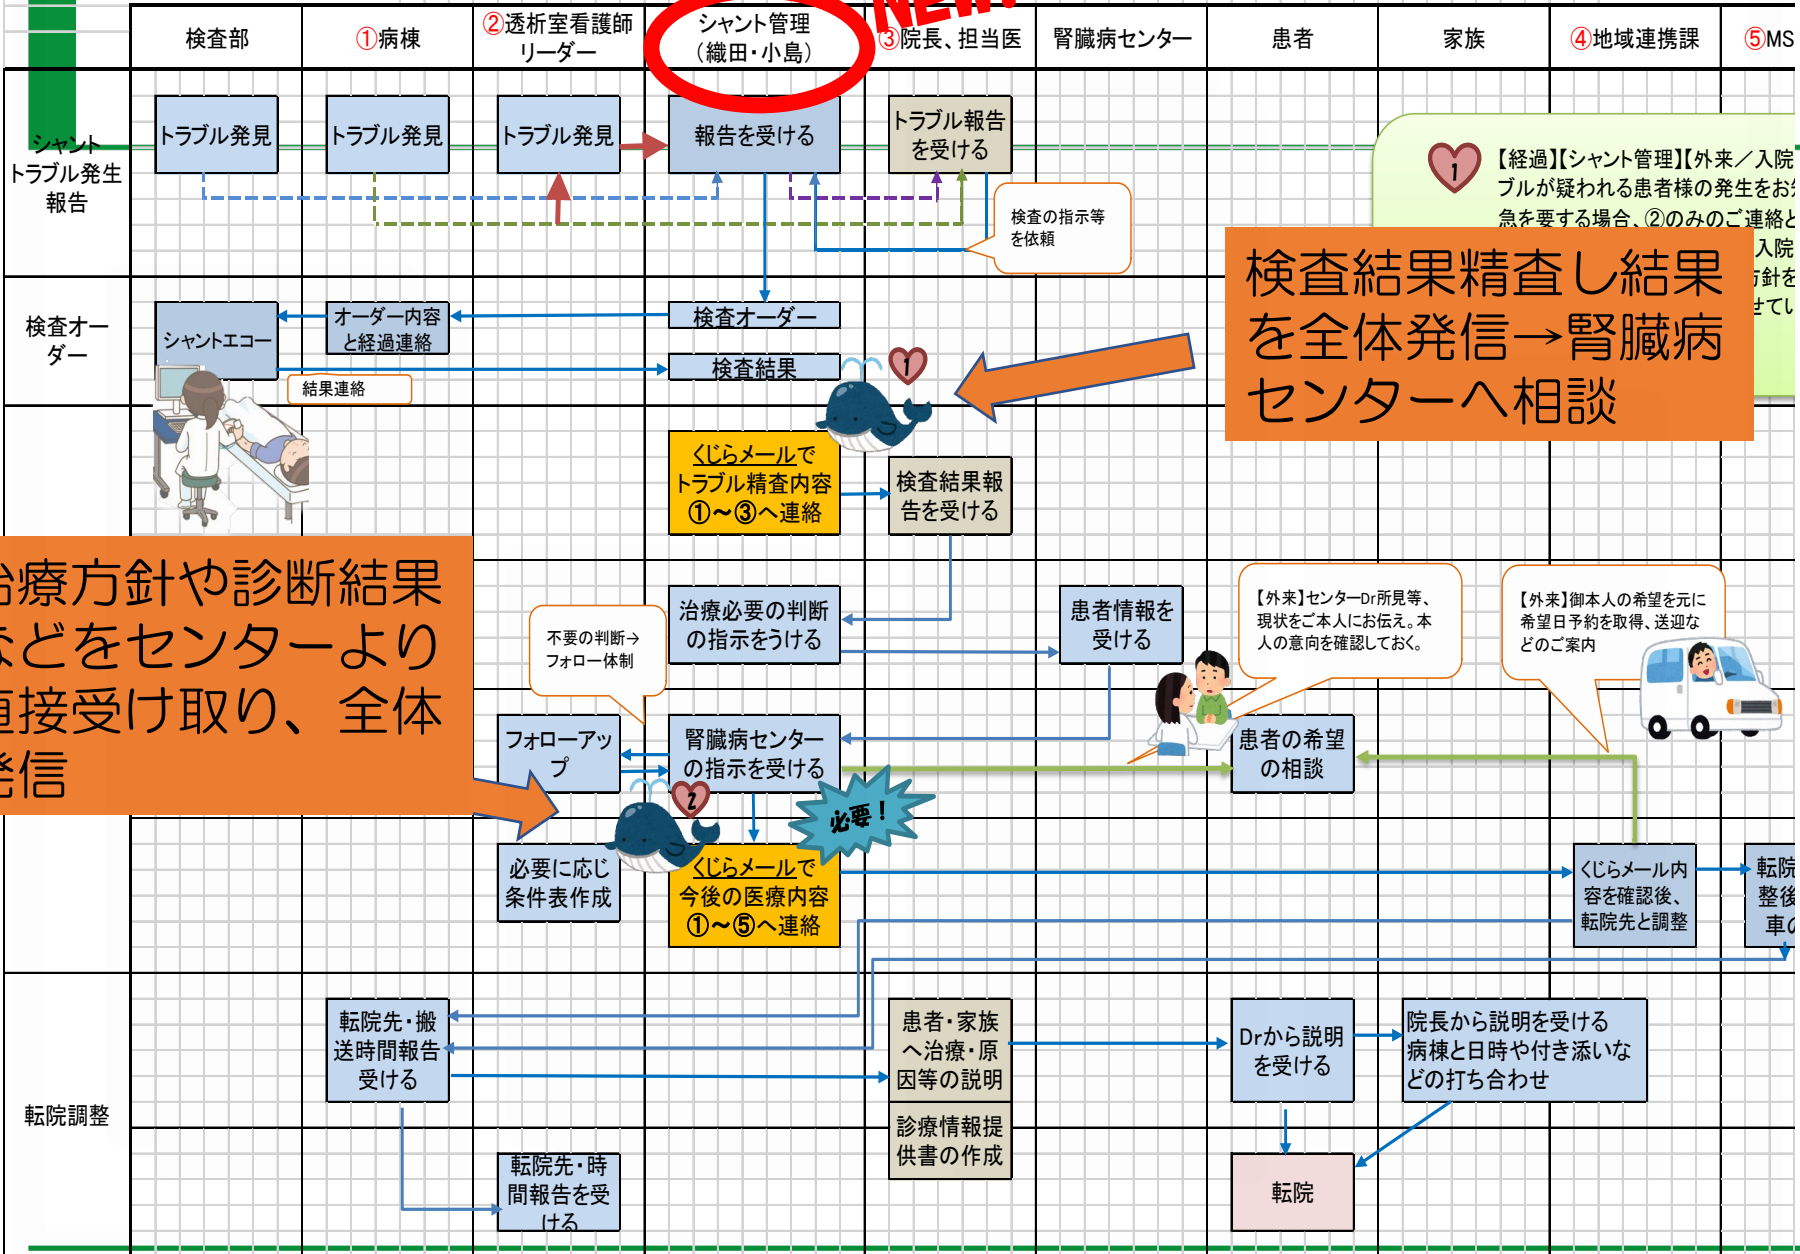 NEW!
検査部
①病棟
②透析室看護師
リーダー
シャント管理
（織田・小島）
③院長、担当医
腎臓病センター
患者
家族
④地域連携課
⑤MS
シャント
トラブル発生
報告
トラブル発見
トラブル発見
トラブル発見
報告を受ける
トラブル報告
を受ける
検査の指示等
を依頼
1
【経過】【シャント管理】【外来／入院
ブルが疑われる患者様の発生をお
急を要する場合、②のみのご連絡と
入院
方針を
せてい
検査結果精査し結果
を全体発信→腎臓病
センターへ相談
検査オー
ダー
シャントエコー
オーダー内容
と経過連絡
検査オーダー
検査結果
結果連絡
1
くじらメールで
トラブル精査内容
①～③へ連絡
検査結果報
告を受ける
治療方針や診断結果
などをセンターより
直接受け取り、全体
発信
不要の判断→
フォロー体制
治療必要の判断
の指示をうける
患者情報を
受ける
【外来】センターDr所見等、
現状をご本人にお伝え。本
人の意向を確認しておく。
【外来】御本人の希望を元に
希望日予約を取得、送迎な
どのご案内
フォローアッ
プ
腎臓病センター
の指示を受ける
患者の希望
の相談
2
必要！
必要に応じ
条件表作成
くじらメールで
今後の医療内容
①～⑤へ連絡
くじらメール内
容を確認後、
転院先と調整
転院
整後
車の
転院調整
転院先・搬
送時間報告
受ける
患者・家族
へ治療・原
因等の説明
Drから説明
を受ける
院長から説明を受ける
病棟と日時や付き添いな
どの打ち合わせ
診療情報提
供書の作成
転院先・時
間報告を受
ける
転院